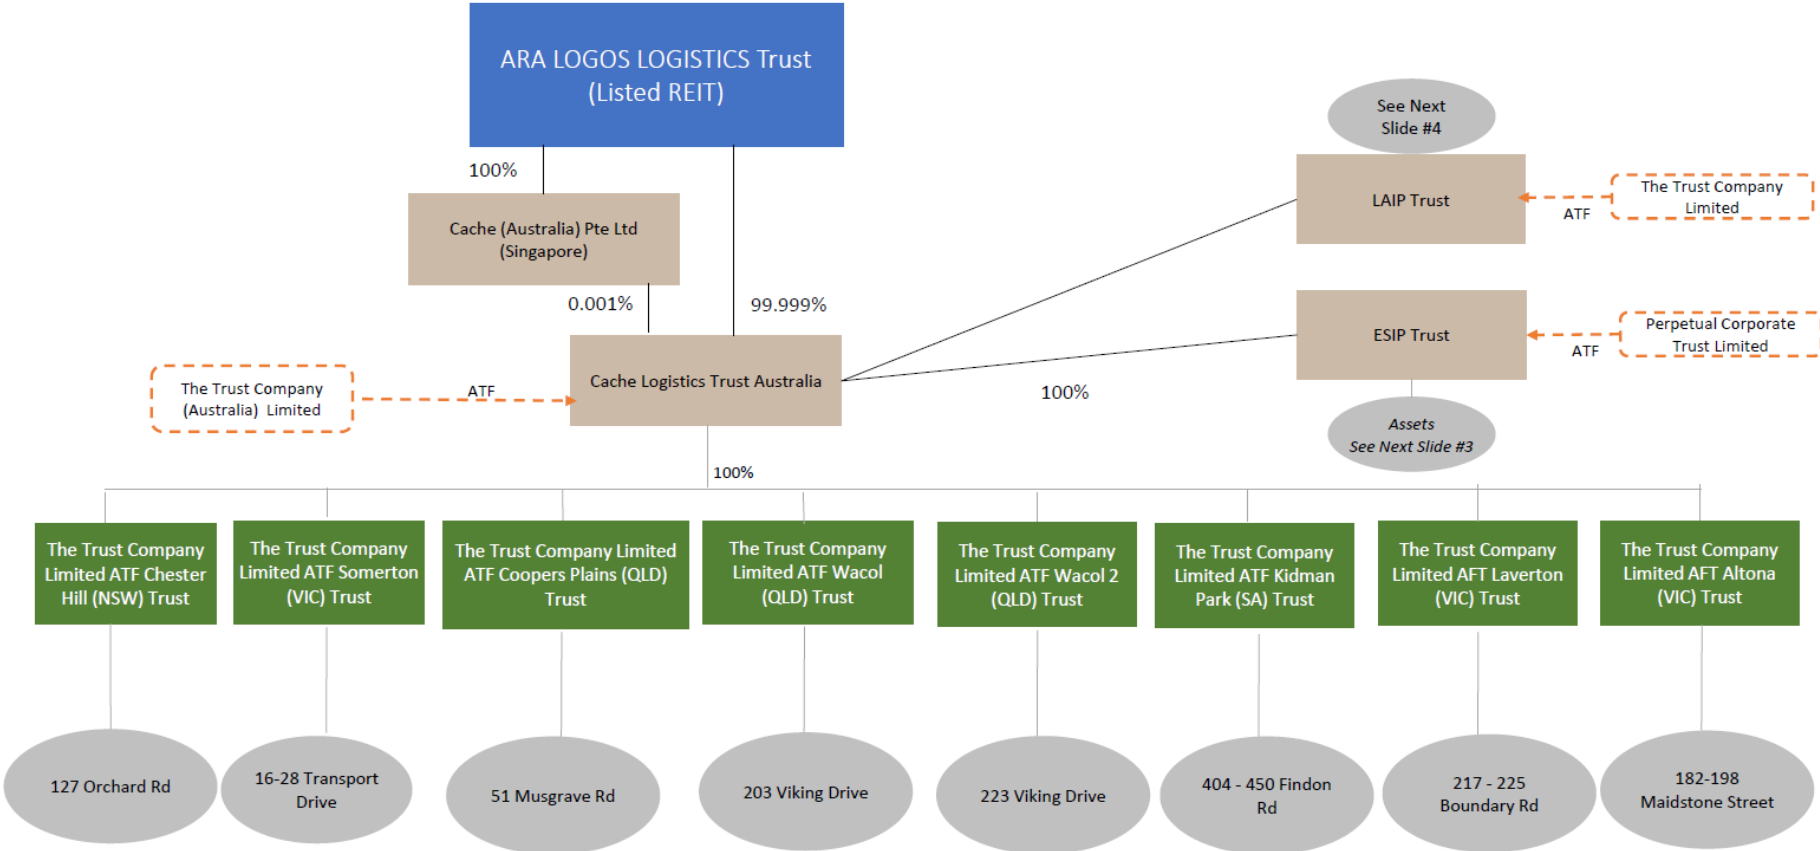 ARA LOGOS LOGISTICS Trust
(Listed REIT)
See Next
Slide #4
100%
LAIP Trust
The Trust Company
Limited
ATF
Cache (Australia) Pte Ltd
(Singapore)
0.001%
99.999%
ESIP Trust
Perpetual Corporate
Trust Limited
ATF
The Trust Company
(Australia) Limited
ATF
Cache Logistics Trust Australia
100%
Assets
See Next Slide #3
100%
The Trust Company
Limited ATF Chester
Hill (NSW) Trust
The Trust Company
Limited ATF Somerton
(VIC) Trust
The Trust Company Limited
ATF Coopers Plains (QLD)
Trust
The Trust Company
Limited ATF Wacol
(QLD) Trust
The Trust Company
Limited ATF Wacol 2
(QLD) Trust
The Trust Company
Limited ATF Kidman
Park (SA) Trust
The Trust Company
Limited AFT Laverton
(VIC) Trust
The Trust Company
Limited AFT Altona
(VIC) Trust
127 Orchard Rd
16-28 Transport
Drive
51 Musgrave Rd
203 Viking Drive
223 Viking Drive
404 - 450 Findon
Rd
217 - 225
Boundary Rd
182-198
Maidstone Street